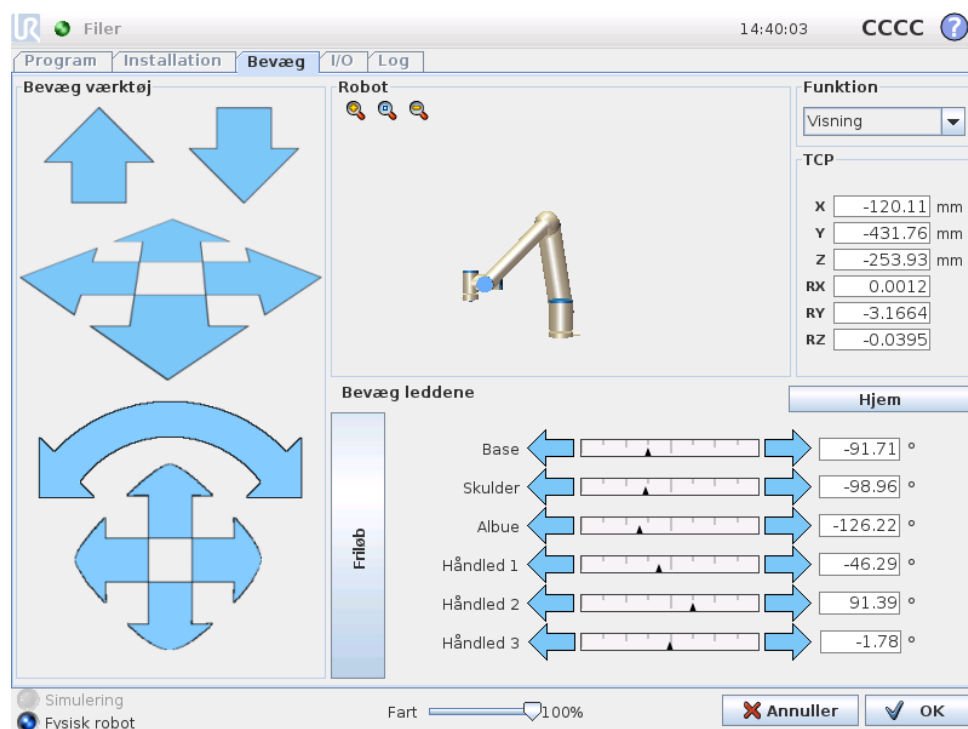 UR Filer 14:40:03 CCCC ?
Program Installation Bevæg I/O Log
Bevæg værktøj
Robot
Funktion
Visning
TCP
X -120.11 mm
Y -431.76 mm
Z -253.93 mm
RX 0.0012
RY -3.1664
RZ -0.0395
Bevæg leddene
Hjem
Friløb
Base -91.71 °
Skulder -98.96 °
Albue -126.22 °
Håndled 1 -46.29 °
Håndled 2 91.39 °
Håndled 3 -1.78 °
Simulering
Fysisk robot
Fart 100%
Annuller
OK